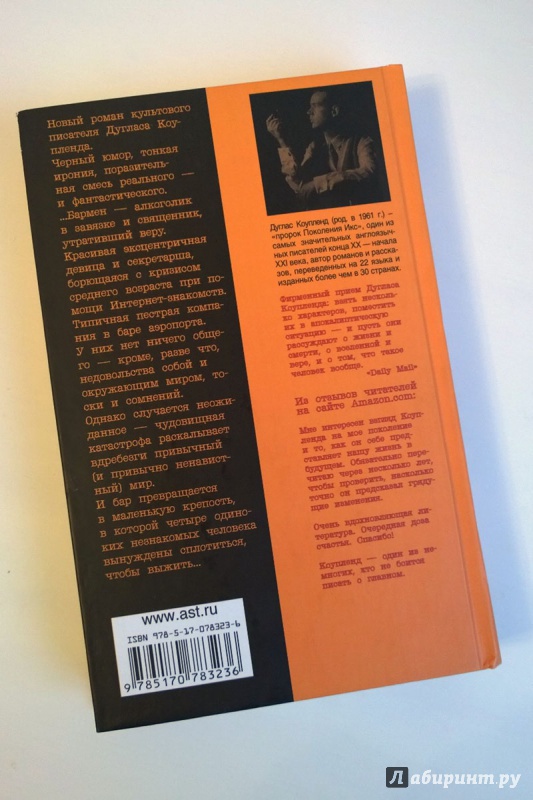 Новый роман культового
писателя Дугласа Коу-
пленда.
Черный юмор, тонкая
ирония, поразитель-
ная смесь реального —
и фантастического.
...Бармен — алкоголик
в завязке и священник,
утративший веру.
Красивая эксцентричная
девица и секретарша,
борющаяся с кризисом
среднего возраста при по-
мощи Интернет-знакомств.
Типичная пестрая компа-
ния в баре аэропорта.
У них нет ничего обще-
го — кроме, разве что,
недовольства собой и
окружающим миром, то-
ски и сомнений.
Однако случается неожи-
данное — чудовищная
катастрофа раскалывает
вдребезги привычный
(и привычно ненавист-
ный) мир.
И бар превращается
в маленькую крепость,
в которой четыре одино-
ких незнакомых человека
вынуждены сплотиться,
чтобы выжить...
www.ast.ru
ISBN 978-5-17-078323-6
9 785170 783236
Дуглас Коупленд (род. в 1961 г.) –
«пророк Поколения Икс», один из
самых значительных англоязыч-
ных писателей конца XX — начала
XXI века, автор романов и расска-
зов, переведенных на 22 языка и
изданных более чем в 30 странах.
Фирменный прием Дугласа
Коупленда: взять несколь-
ко характеров, поместить
их в апокалиптическую
ситуацию — и пусть они
рассуждают о жизни и
смерти, о вселенной и
вере, и о том, что такое
человек вообще.
«Daily Mail»
Из отзывов читателей
на сайте Amazon.com:
Мне интересен взгляд Коуп-
ленда на мое поколение
и то, как он себе пред-
ставляет нашу жизнь в
будущем. Обязательно пере-
читаю через несколько лет,
чтобы проверить, насколько
точно он предсказал гряду-
щие изменения.
Очень вдохновляющая ли-
тература. Очередная доза
счастья. Спасибо!
Коупленд — один из не-
многих, кто не боится
писать о главном.
Лабиринт.ру